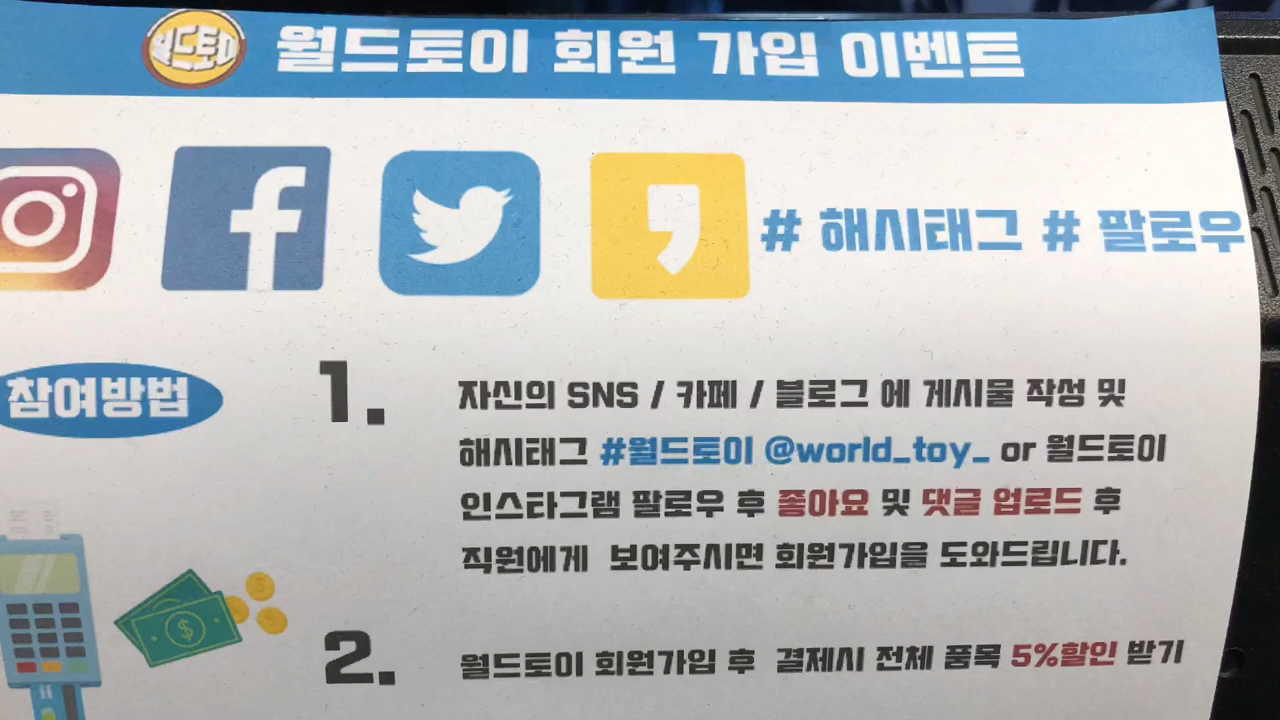 월드토이
월드토이 회원 가입 이벤트
# 해시태그 # 팔로우
참여방법
1.
자신의 SNS / 카페 / 블로그 에 게시물 작성 및
해시태그 #월드토이 @world_toy_ or 월드토이
인스타그램 팔로우 후 좋아요 및 댓글 업로드 후
직원에게 보여주시면 회원가입을 도와드립니다.
2.
월드토이 회원가입 후 결제시 전체 품목 5%할인 받기